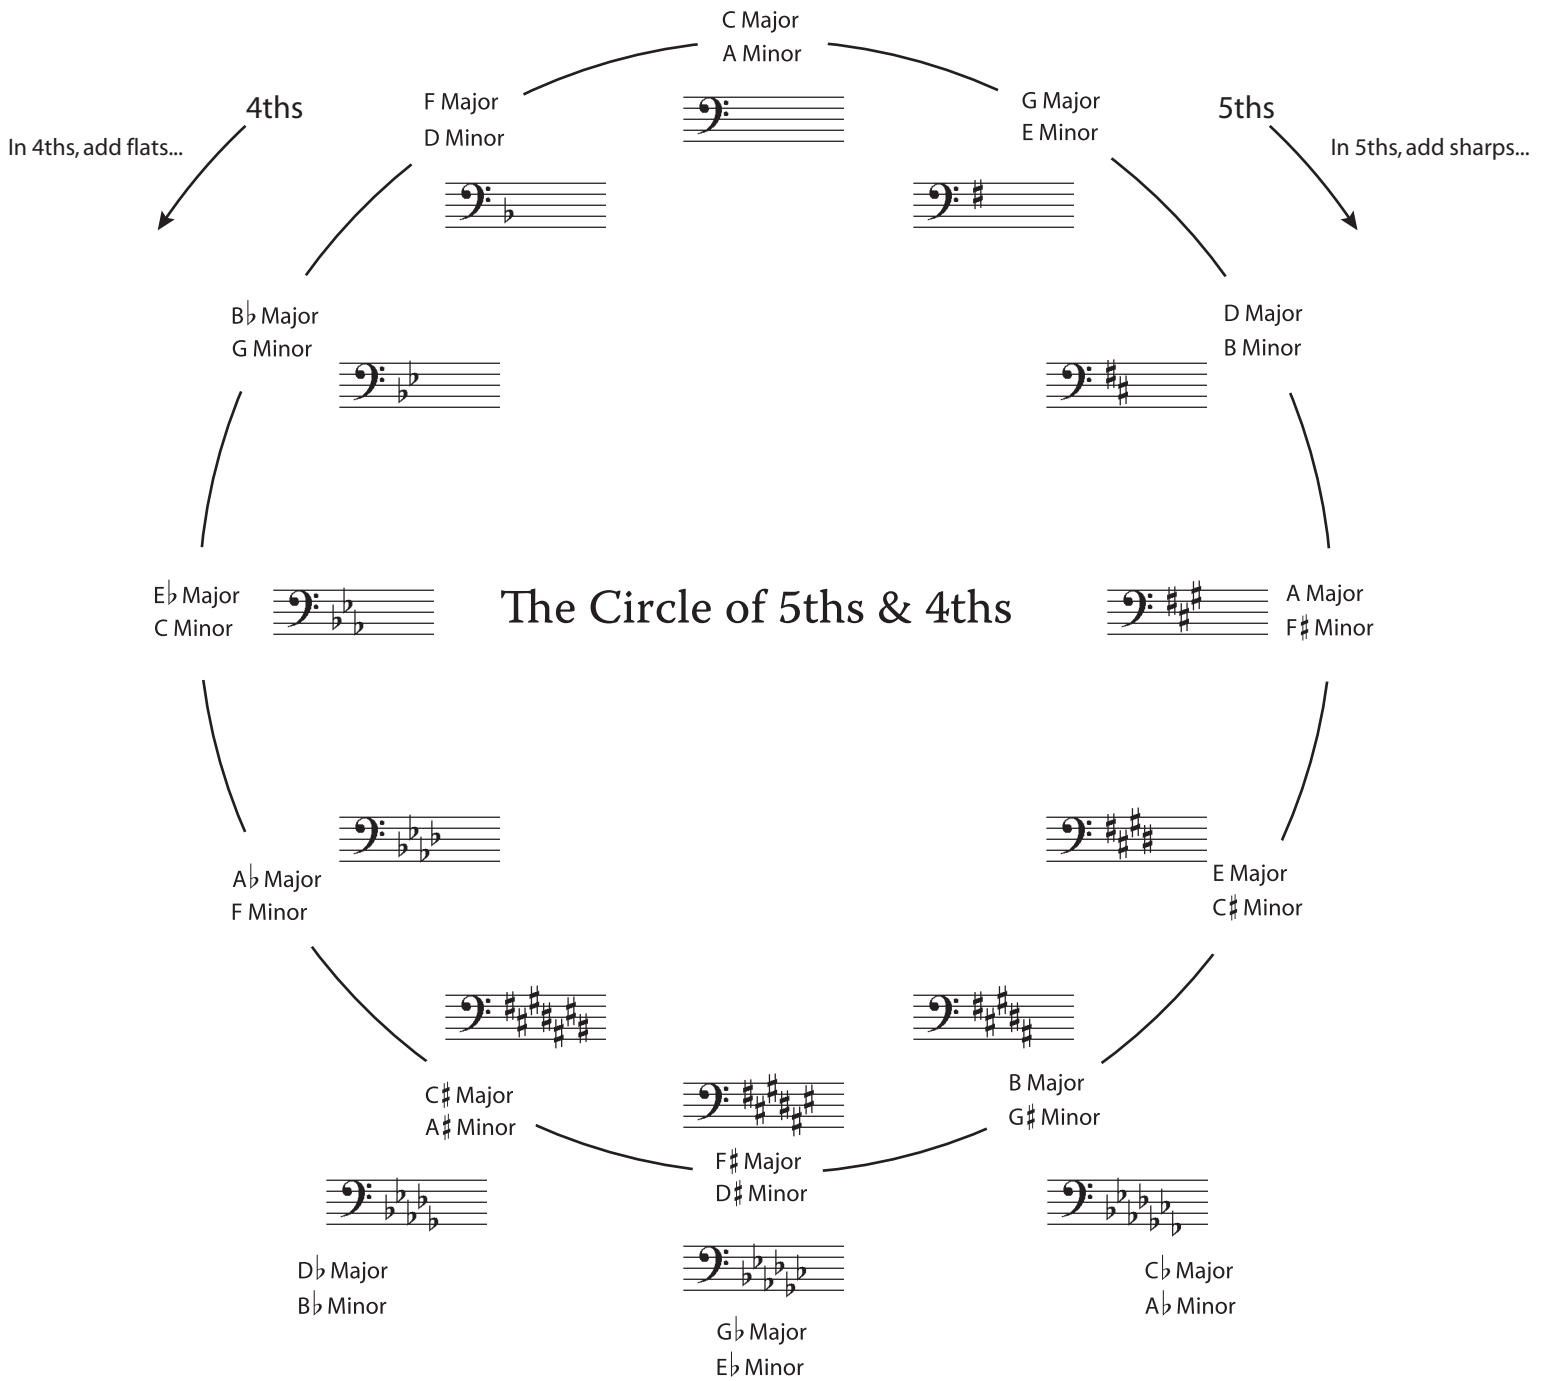 C Major
A Minor
F Major
D Minor
G Major
E Minor
4ths
In 4ths, add flats...
5ths
In 5ths, add sharps...
B♭ Major
G Minor
D Major
B Minor
E♭ Major
C Minor
The Circle of 5ths & 4ths
A Major
F♯ Minor
A♭ Major
F Minor
E Major
C♯ Minor
C♯ Major
A♯ Minor
B Major
G♯ Minor
F♯ Major
D♯ Minor
D♭ Major
B♭ Minor
C♭ Major
A♭ Minor
G♭ Major
E♭ Minor